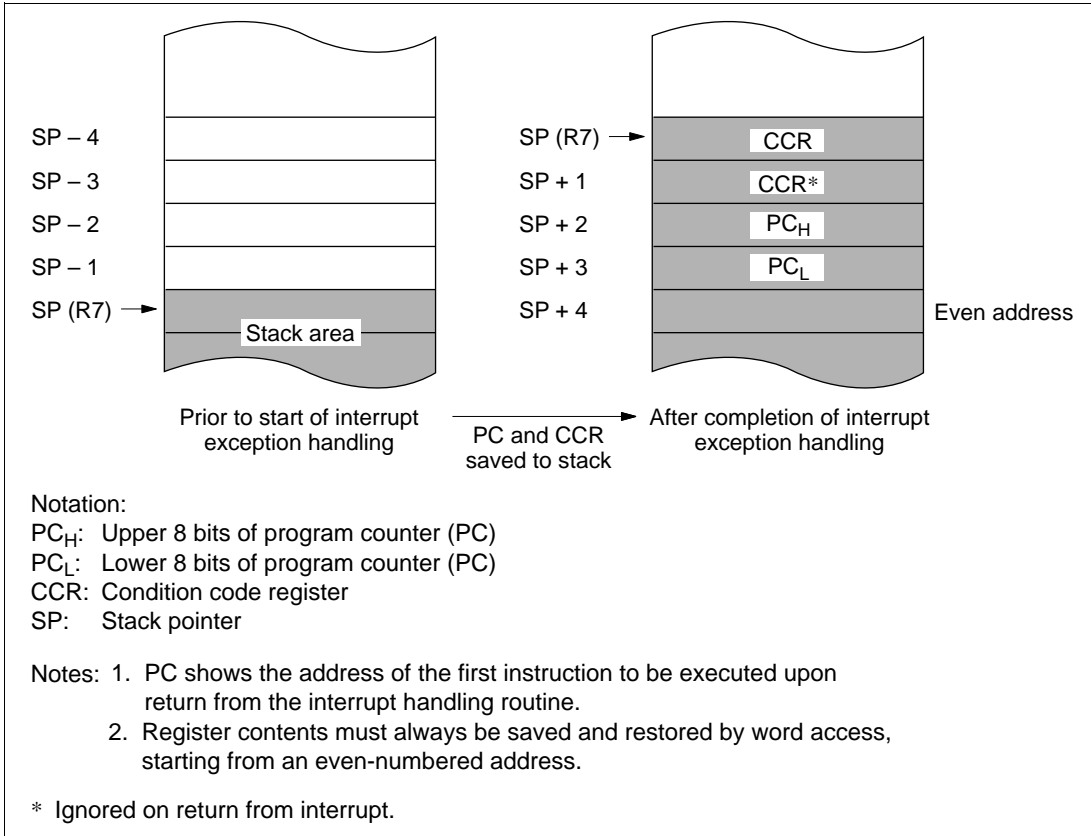 SP – 4
SP – 3
SP – 2
SP – 1
SP (R7)
Stack area
SP (R7)
SP + 1
SP + 2
SP + 3
SP + 4
CCR
CCR*
PCH
PCL
Even address
Prior to start of interrupt
exception handling
PC and CCR
saved to stack
After completion of interrupt
exception handling
Notation:
PCH: Upper 8 bits of program counter (PC)
PCL: Lower 8 bits of program counter (PC)
CCR: Condition code register
SP: Stack pointer
Notes: 1. PC shows the address of the first instruction to be executed upon
return from the interrupt handling routine.
2. Register contents must always be saved and restored by word access,
starting from an even-numbered address.
* Ignored on return from interrupt.